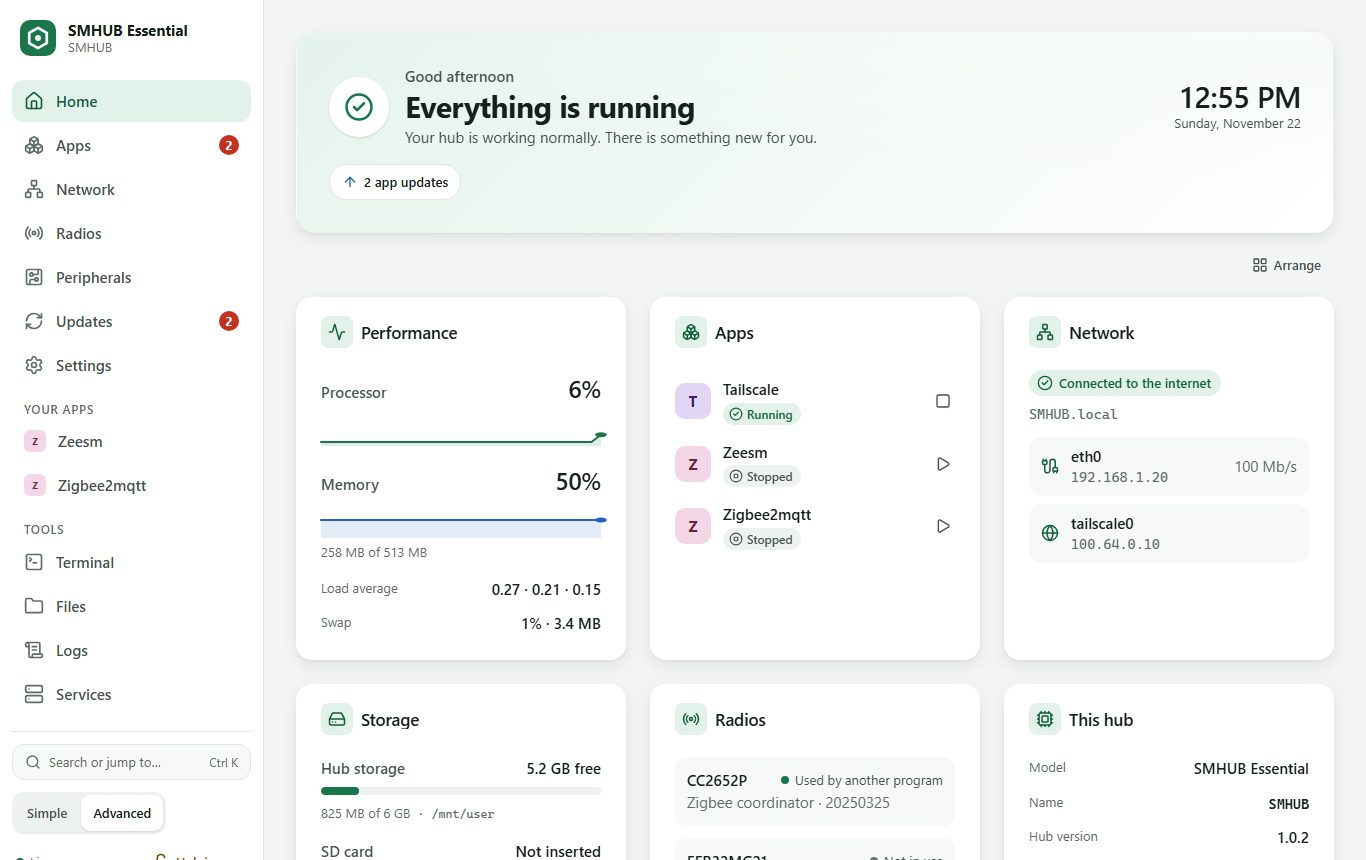 SMHUB Essential
SMHUB
Home
Apps 2
Network
Radios
Peripherals
Updates 2
Settings
YOUR APPS
Z Zeesm
Z Zigbee2mqtt
TOOLS
Terminal
Files
Logs
Services
Search or jump to... Ctrl K
Simple Advanced
Good afternoon
Everything is running
Your hub is working normally. There is something new for you.
2 app updates
12:55 PM
Sunday, November 22
Arrange
Performance
Processor 6%
Memory 50%
258 MB of 513 MB
Load average 0.27 · 0.21 · 0.15
Swap 1% · 3.4 MB
Apps
T Tailscale
Running
Z Zeesm
Stopped
Z Zigbee2mqtt
Stopped
Network
Connected to the internet
SMHUB.local
eth0
192.168.1.20
100 Mb/s
tailscale0
100.64.0.10
Storage
Hub storage 5.2 GB free
825 MB of 6 GB · /mnt/user
SD card Not inserted
Radios
CC2652P Used by another program
Zigbee coordinator · 20250325
Not in use
This hub
Model SMHUB Essential
Name SMHUB
Hub version 1.0.2